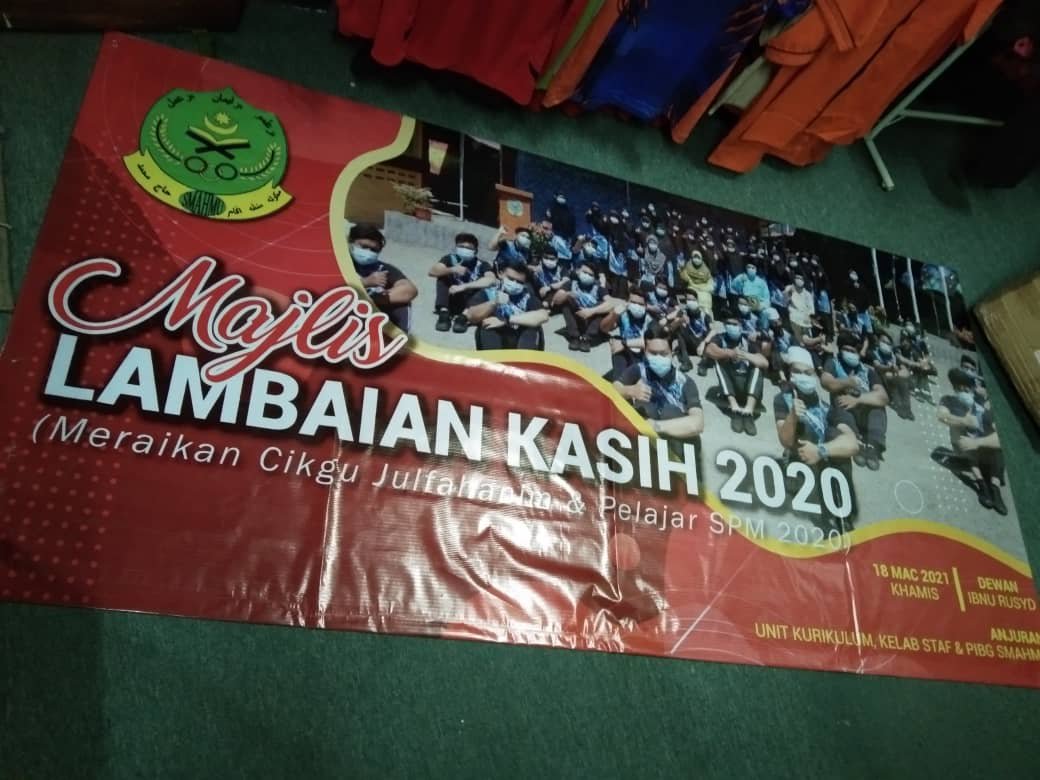 SMAHMU
Majlis
LAMBAIAN KASIH 2020
(Meraikan Cikgu Julfahanim & Pelajar SPM 2020)
18 MAC 2021
KHAMIS
DEWAN
IBNU RUSYD
ANJURAN
UNIT KURIKULUM, KELAB STAF & PIBG SMAHM